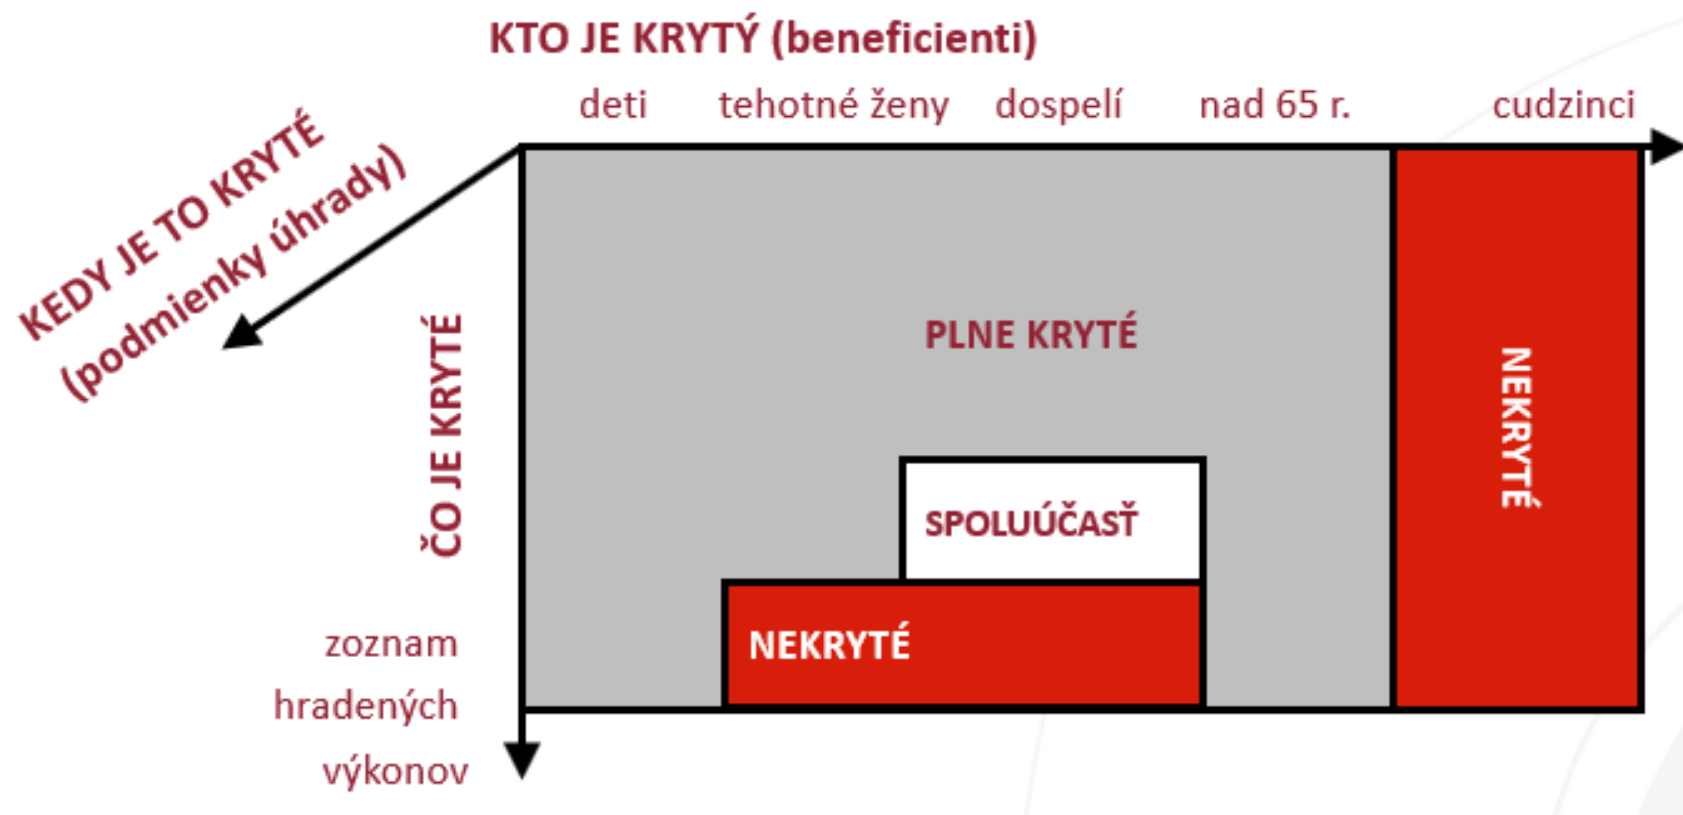 KTO JE KRYTÝ (beneficienti)
deti tehotné ženy dospelí nad 65 r. cudzinci
KEDY JE TO KRYTÉ
(podmienky úhrady)
ČO JE KRYTÉ
PLNE KRYTÉ
NEKRYTÉ
SPOLUÚČASŤ
NEKRYTÉ
zoznam
hradených
výkonov